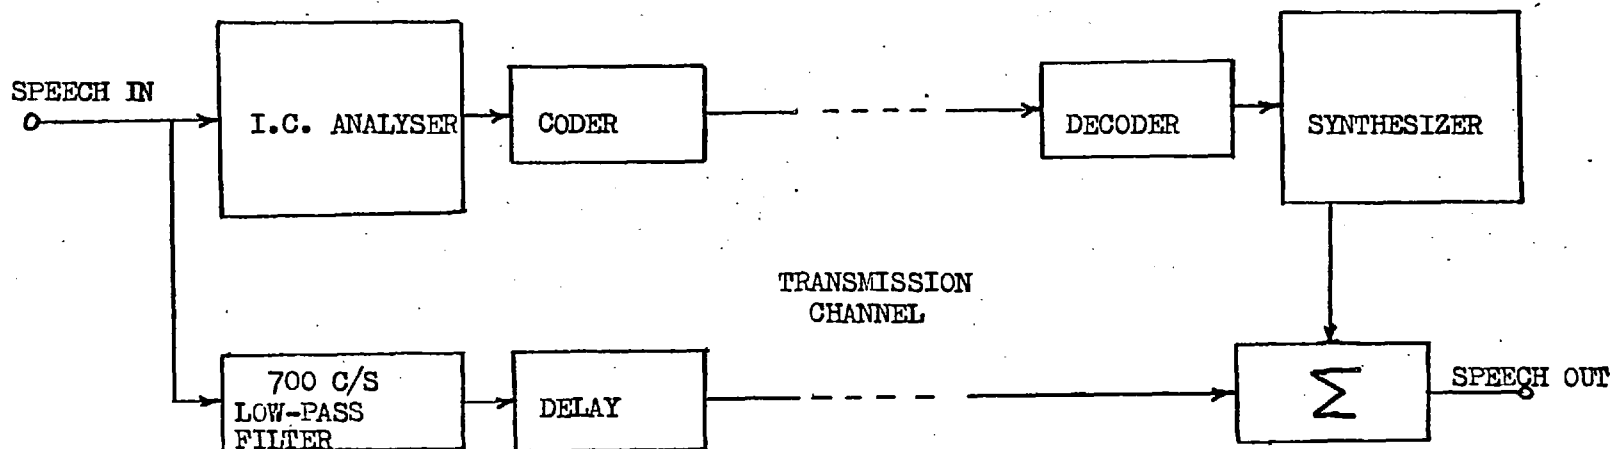 SPEECH IN
I.C. ANALYSER
CODER
DECODER
SYNTHESIZER
TRANSMISSION
CHANNEL
700 C/S
LOW-PASS
FILTER
DELAY
Σ
SPEECH OUT